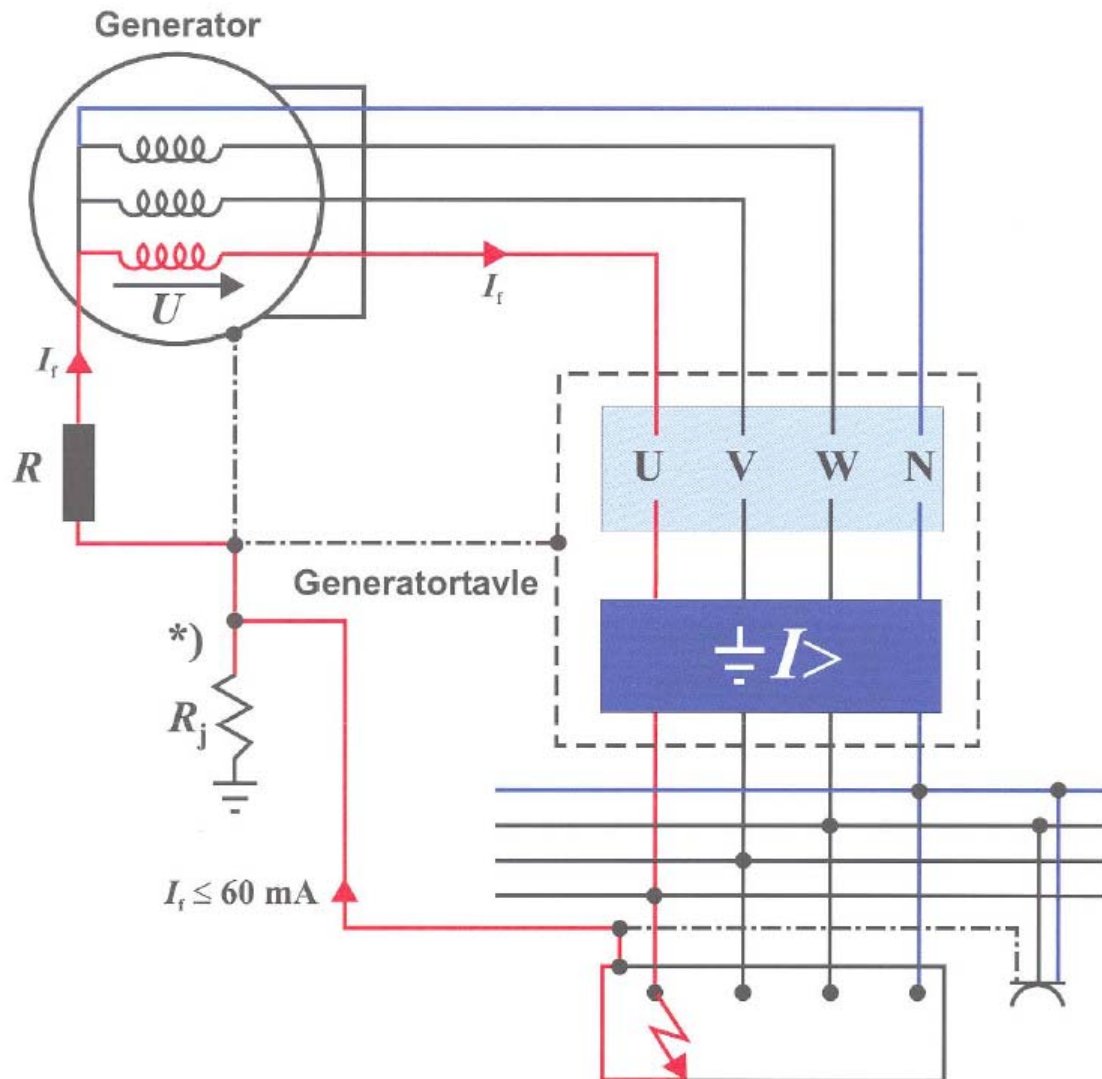 Generator
U
I_f
I_f
R
U V W N
Generatortavle
*)
I>
R_j
I_f ≤ 60 mA